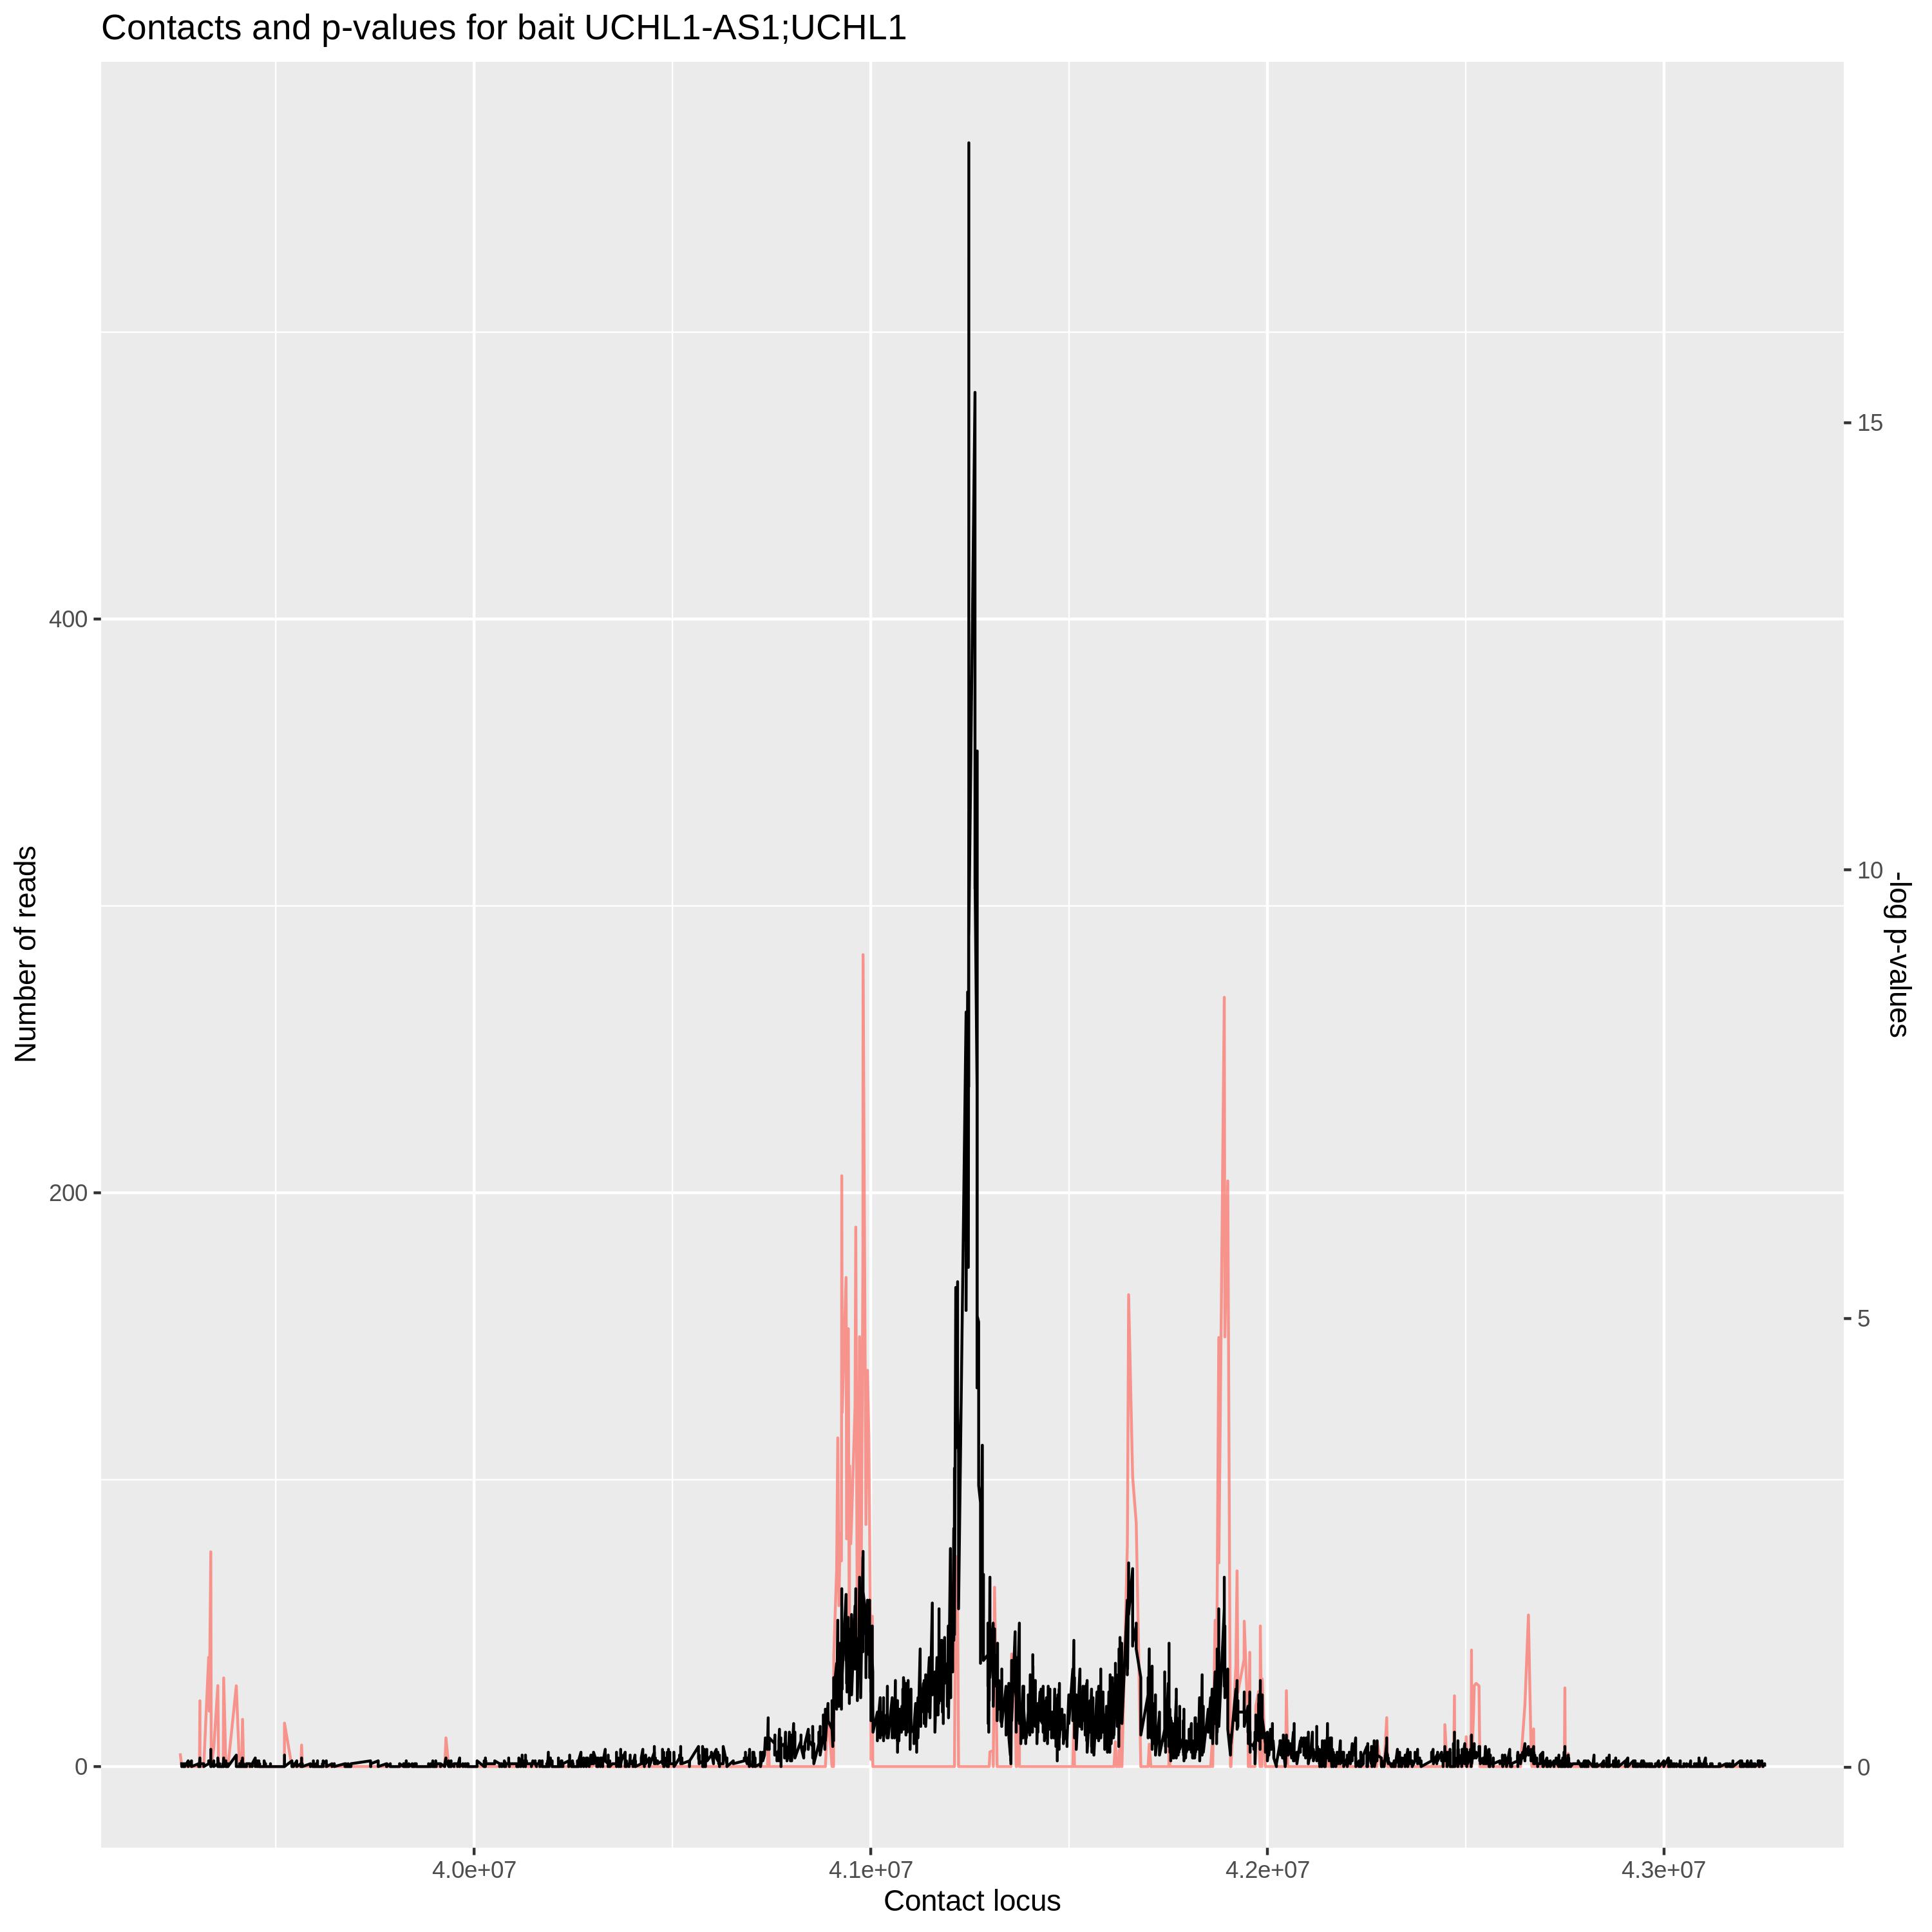 Contacts and p-values for bait UCHL1-AS1;UCHL1
Number of reads
400
200
0
15
10
5
0
-log p-values
4.0e+07
4.1e+07
4.2e+07
4.3e+07
Contact locus